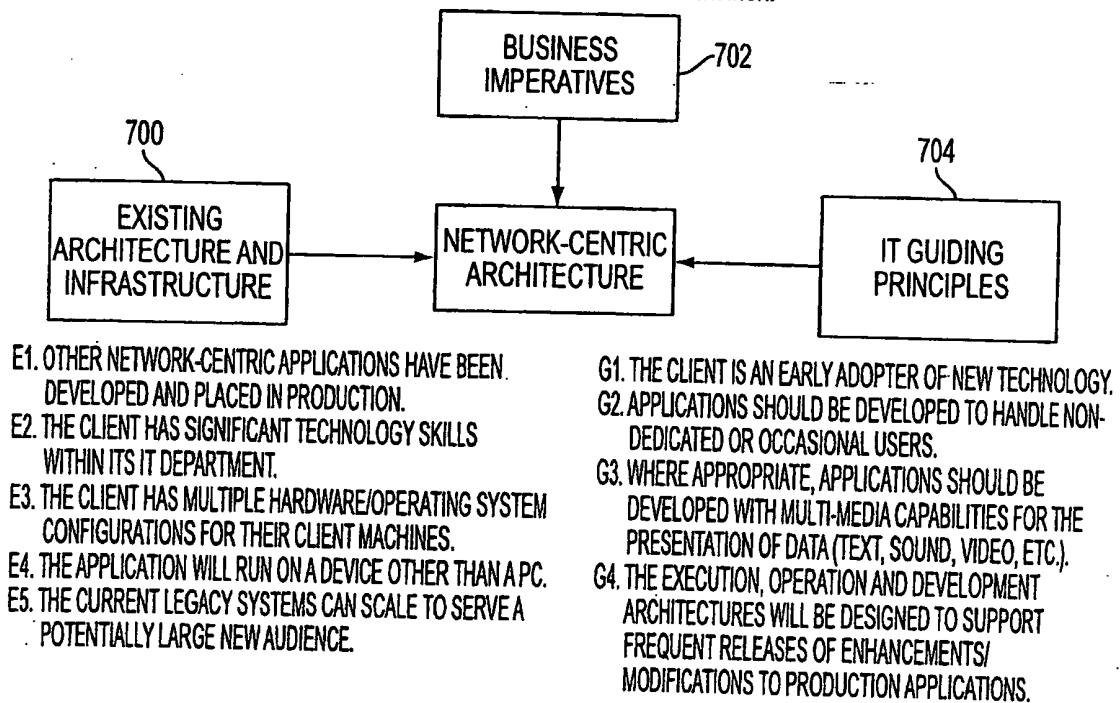 BUSINESS
IMPERATIVES
702
700
704
EXISTING
ARCHITECTURE AND
INFRASTRUCTURE
NETWORK-CENTRIC
ARCHITECTURE
IT GUIDING
PRINCIPLES
E1. OTHER NETWORK-CENTRIC APPLICATIONS HAVE BEEN
DEVELOPED AND PLACED IN PRODUCTION.
E2. THE CLIENT HAS SIGNIFICANT TECHNOLOGY SKILLS
WITHIN ITS IT DEPARTMENT.
E3. THE CLIENT HAS MULTIPLE HARDWARE/OPERATING SYSTEM
CONFIGURATIONS FOR THEIR CLIENT MACHINES.
E4. THE APPLICATION WILL RUN ON A DEVICE OTHER THAN A PC.
E5. THE CURRENT LEGACY SYSTEMS CAN SCALE TO SERVE A
POTENTIALLY LARGE NEW AUDIENCE.
G1. THE CLIENT IS AN EARLY ADOPTER OF NEW TECHNOLOGY.
G2. APPLICATIONS SHOULD BE DEVELOPED TO HANDLE NON-
DEDICATED OR OCCASIONAL USERS.
G3. WHERE APPROPRIATE, APPLICATIONS SHOULD BE
DEVELOPED WITH MULTI-MEDIA CAPABILITIES FOR THE
PRESENTATION OF DATA (TEXT, SOUND, VIDEO, ETC.).
G4. THE EXECUTION, OPERATION AND DEVELOPMENT
ARCHITECTURES WILL BE DESIGNED TO SUPPORT
FREQUENT RELEASES OF ENHANCEMENTS/
MODIFICATIONS TO PRODUCTION APPLICATIONS.